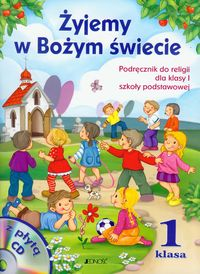 Żyjemy
w Bożym świecie
Podręcznik do religii
dla klasy I
szkoły podstawowej
z płytą
CD
JEDNOŚĆ
1
klasa